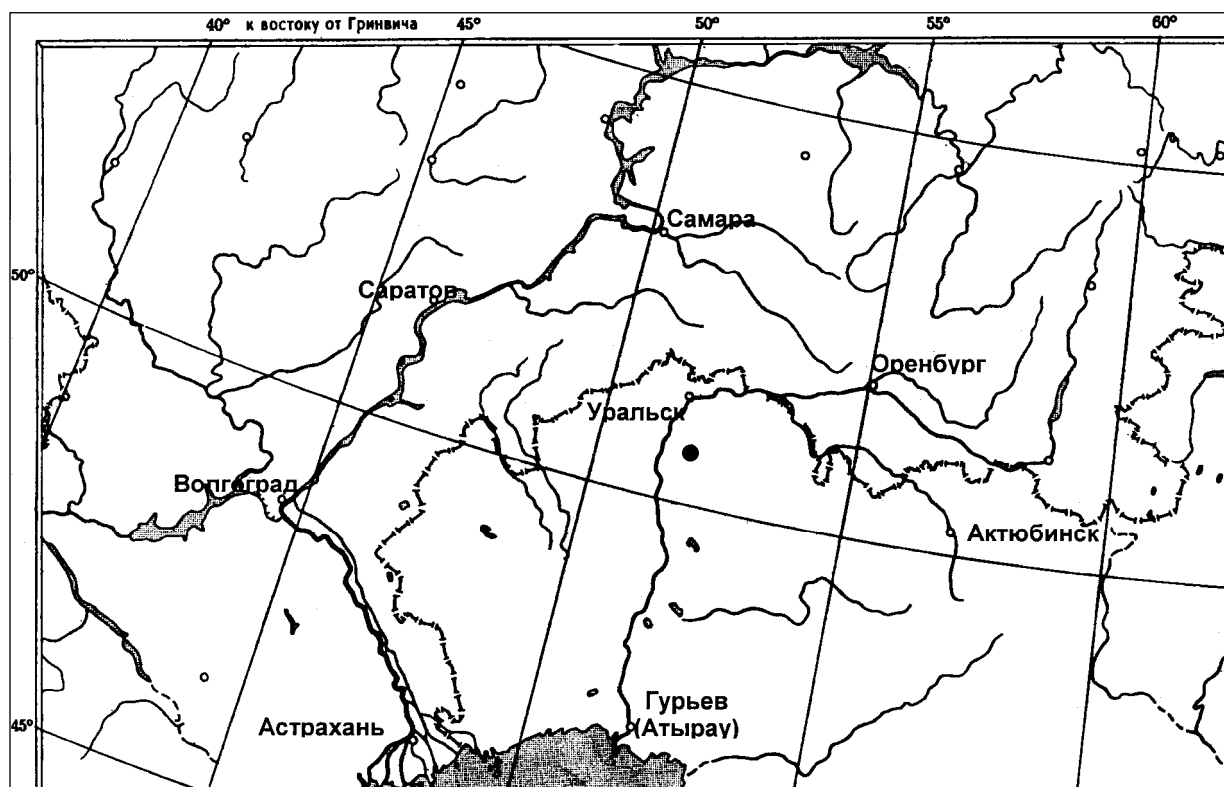 40° к востоку от Гринвича 45° 50° 55° 60°
Самара
50°
Саратов
Оренбург
Уральск
Волгоград
Актюбинск
Гурьев
(Атырау)
Астрахань
45°